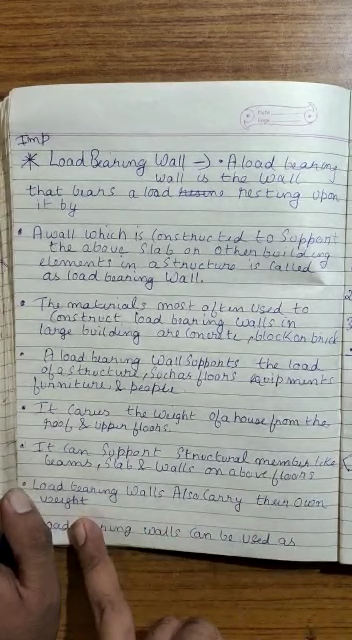 Imp
* Load Bearing Wall → • A load bearing
wall is the wall
that bears a load resting upon
it by
• A wall which is constructed to support
the above slab or other building
elements in a structure is called
as load bearing wall.
• The materials most often used to
construct load braring walls in
large building are concrete, block or brick
• A load bearing wall supports the load
of a structure, such as floors equipments
furniture & people.
• It caries the weight of a house from the
roof & upper floors.
• It can support structural member like
beams, slab & walls on above floors
• Load bearing walls Also carry their own
weight
walls can be used as